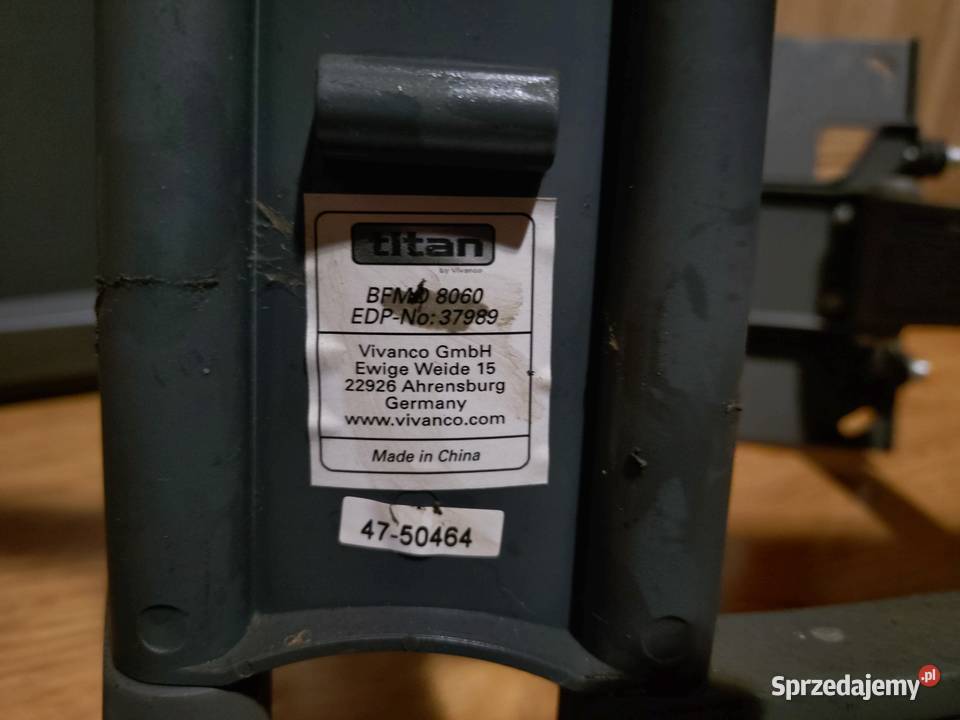 tItan
by Vivanco
BFMO 8060
EDP-No: 37989
Vivanco GmbH
Ewige Weide 15
22926 Ahrensburg
Germany
www.vivanco.com
Made in China
47-50464
Sprzedajemy.pl